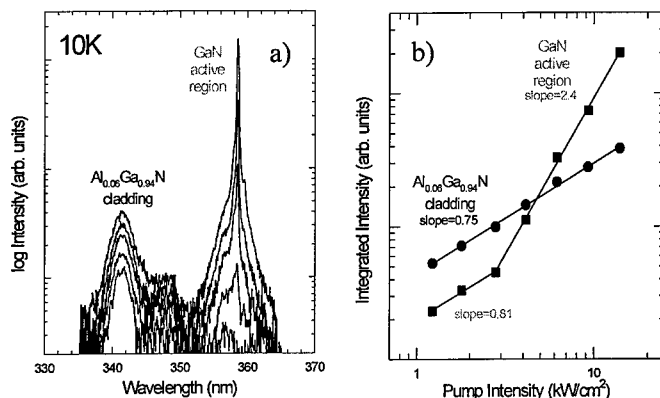 10K
a)
GaN
active
region
Al0.06Ga0.94N
cladding
log Intensity (arb. units)
330 340 350 360 370
Wavelength (nm)
b)
GaN
active
region
slope=2.4
Al0.06Ga0.94N
cladding
slope=0.75
slope=0.81
Integrated Intensity (arb. units)
1 10
Pump Intensity (kW/cm²)